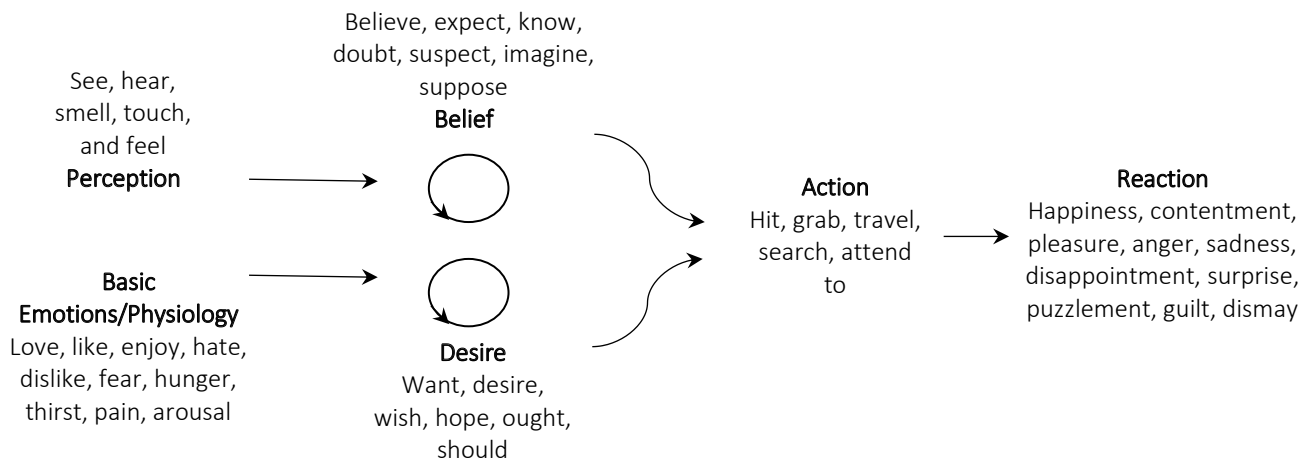 See, hear,
smell, touch,
and feel
Perception
Basic
Emotions/Physiology
Love, like, enjoy, hate,
dislike, fear, hunger,
thirst, pain, arousal
Believe, expect, know,
doubt, suspect, imagine,
suppose
Belief
Desire
Want, desire,
wish, hope, ought,
should
Action
Hit, grab, travel,
search, attend
to
Reaction
Happiness, contentment,
pleasure, anger, sadness,
disappointment, surprise,
puzzlement, guilt, dismay